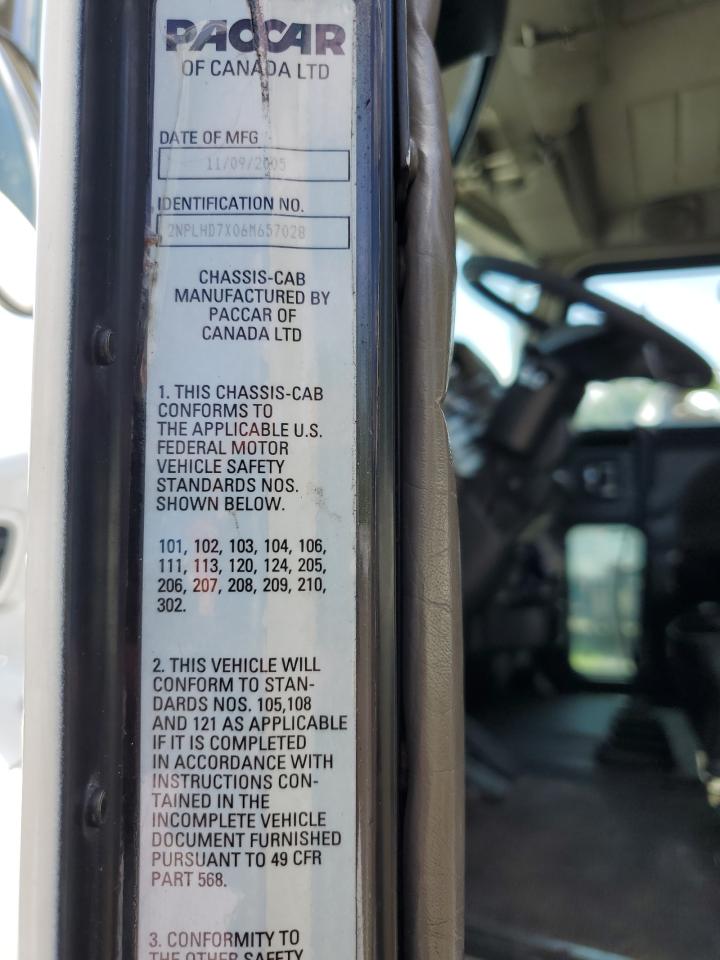 PACCAR
OF CANADA LTD
DATE OF MFG
11/09/2005
IDENTIFICATION NO.
2NPLHD7X06M657028
CHASSIS-CAB
MANUFACTURED BY
PACCAR OF
CANADA LTD
1. THIS CHASSIS-CAB
CONFORMS TO
THE APPLICABLE U.S.
FEDERAL MOTOR
VEHICLE SAFETY
STANDARDS NOS.
SHOWN BELOW.
101, 102, 103, 104, 106,
111, 113, 120, 124, 205,
206, 207, 208, 209, 210,
302.
2. THIS VEHICLE WILL
CONFORM TO STAN-
DARDS NOS. 105,108
AND 121 AS APPLICABLE
IF IT IS COMPLETED
IN ACCORDANCE WITH
INSTRUCTIONS CON-
TAINED IN THE
INCOMPLETE VEHICLE
DOCUMENT FURNISHED
PURSUANT TO 49 CFR
PART 568.
3. CONFORMITY TO
THE OTHER SAFETY